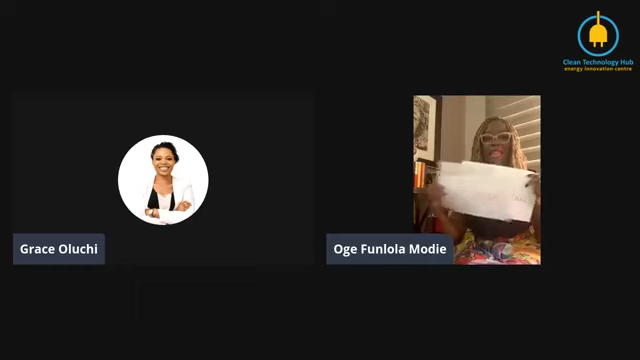 Clean Technology Hub
energy innovation centre
Grace Oluchi
Oge Funlola Modie